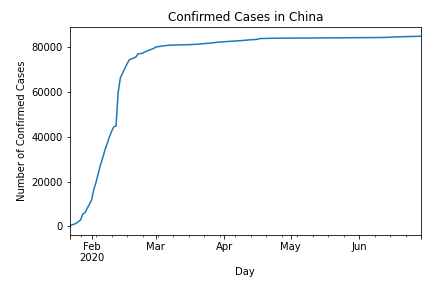 Confirmed Cases in China
Number of Confirmed Cases
80000
60000
40000
20000
0
Feb Mar Apr May Jun
2020
Day